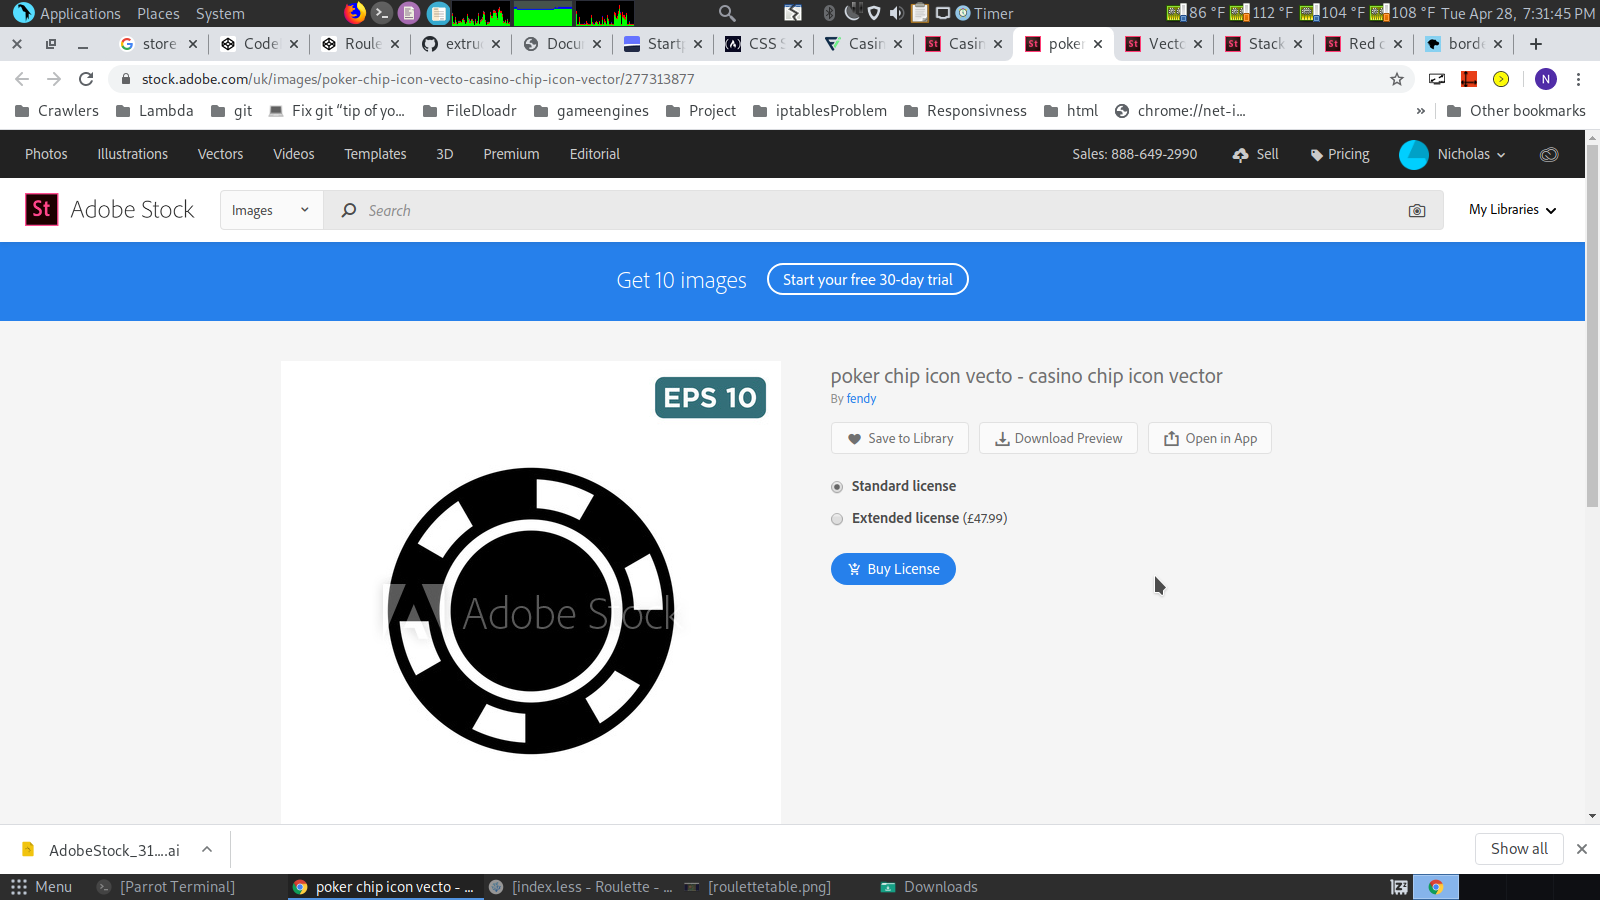 Applications Places System Timer 86 °F 112 °F 104 °F 108 °F Tue Apr 28, 7:31:45 PM
store Code Roule extru Docu Start CSS S Casin Casin poker Vecto Stack Red c borde
stock.adobe.com/uk/images/poker-chip-icon-vecto-casino-chip-icon-vector/277313877 N
Crawlers Lambda git Fix git “tip of yo... FileDloadr gameengines Project iptablesProblem Responsivness html chrome://net-i... » Other bookmarks
Photos Illustrations Vectors Videos Templates 3D Premium Editorial Sales: 888-649-2990 Sell Pricing Nicholas
St Adobe Stock Images Search My Libraries
Get 10 images Start your free 30-day trial
EPS 10
poker chip icon vecto - casino chip icon vector
By fendy
Save to Library Download Preview Open in App
Standard license
Extended license (£47.99)
Buy License
Adobe Stock
AdobeStock_31....ai Show all
Menu [Parrot Terminal] poker chip icon vecto - ... [index.less - Roulette - ... [roulettetable.png] Downloads